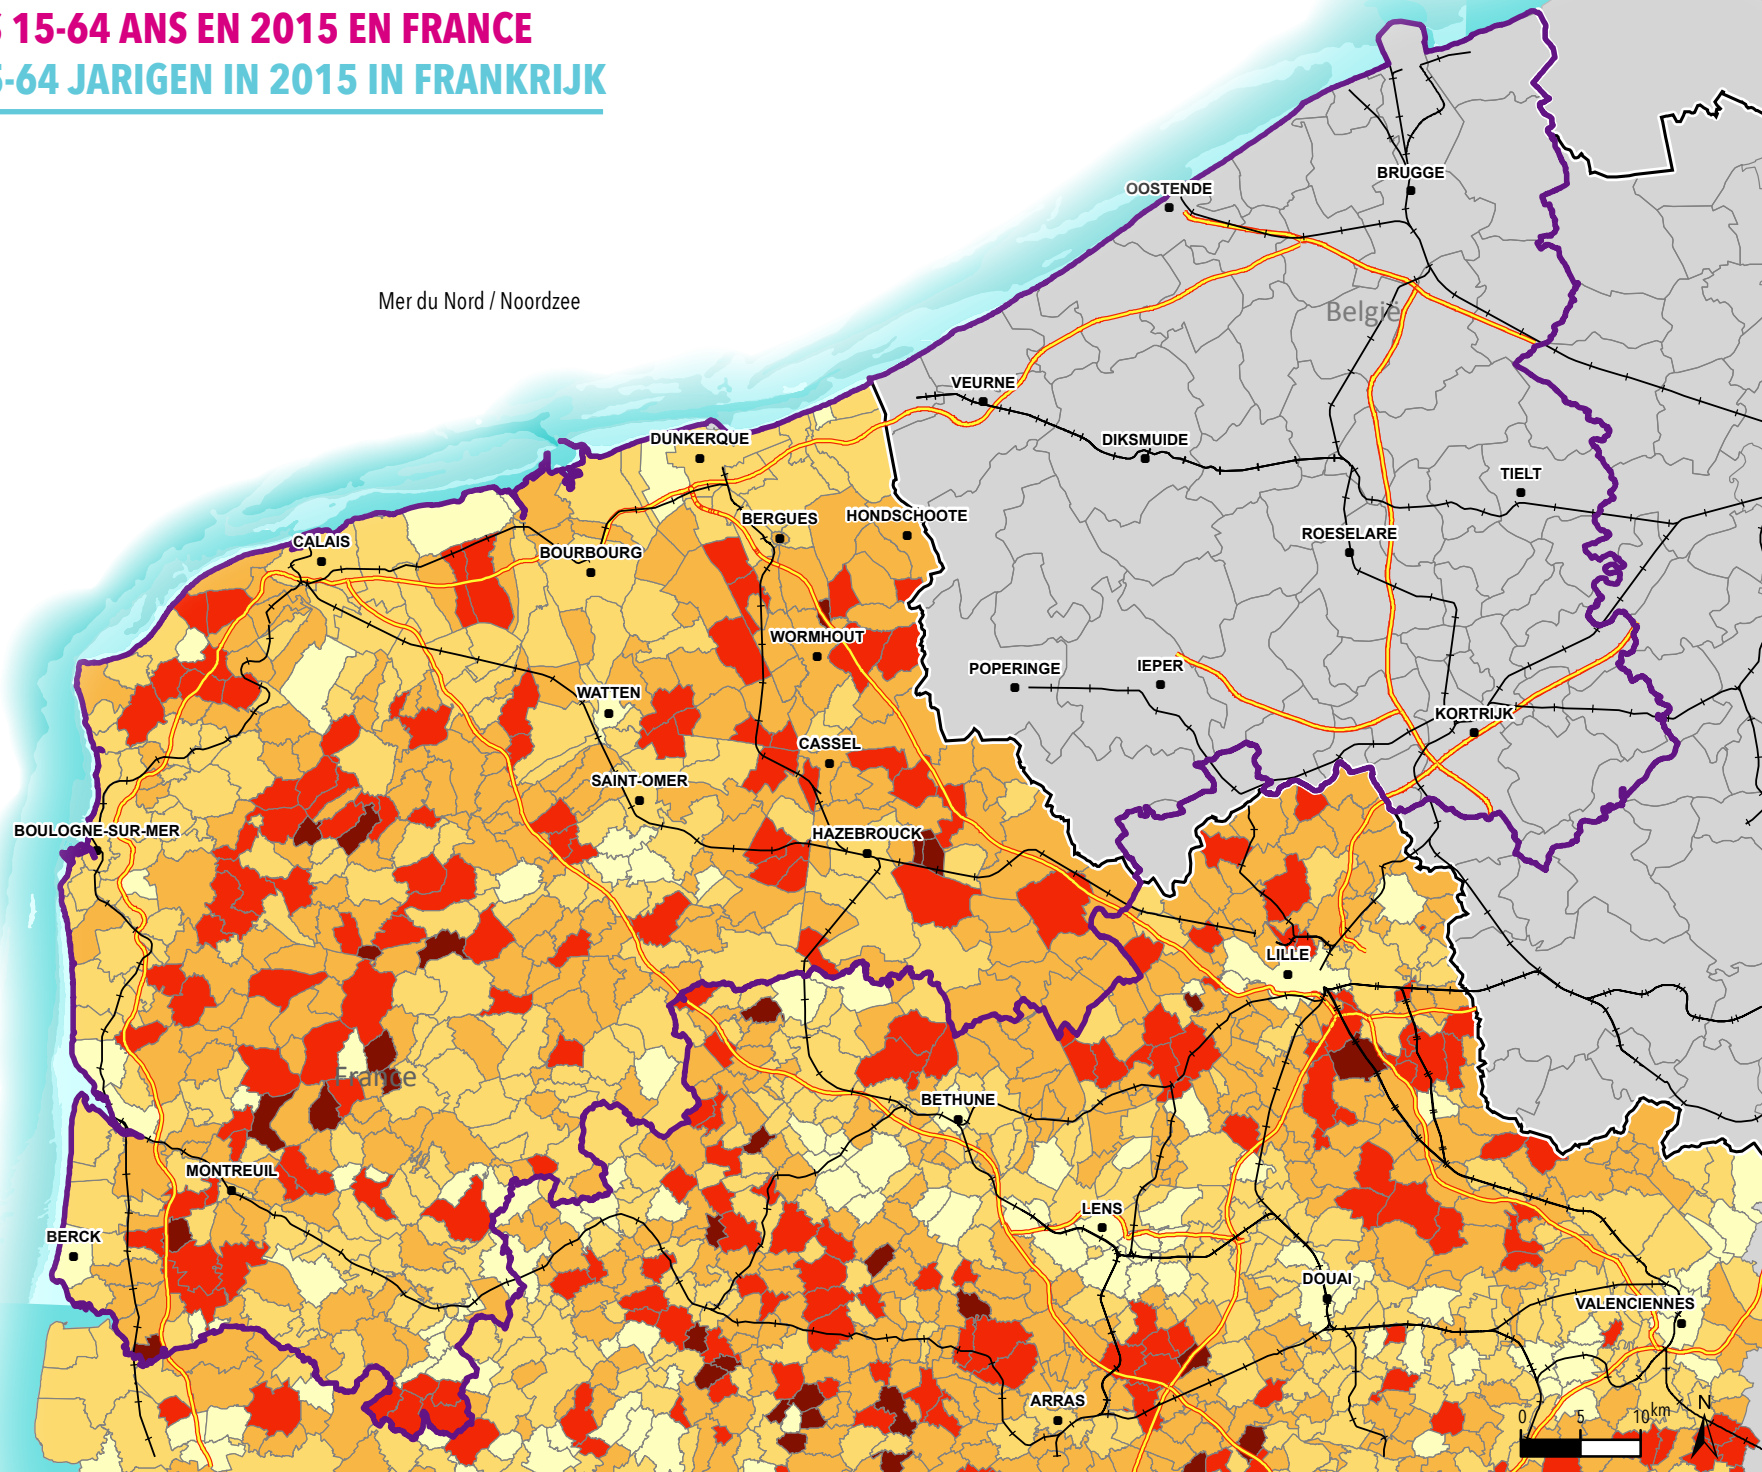 15-64 ANS EN 2015 EN FRANCE
-64 JARIGEN IN 2015 IN FRANKRIJK
BRUGGE
OOSTENDE
Mer du Nord / Noordzee
België
VEURNE
DUNKERQUE
DIKSMUIDE
TIELT
BERGUES
HONDSCHOOTE
CALAIS
BOURBOURG
ROESELARE
WORMHOUT
POPERINGE
IEPER
WATTEN
KORTRIJK
CASSEL
SAINT-OMER
BOULOGNE-SUR-MER
HAZEBROUCK
LILLE
France
BETHUNE
MONTREUIL
LENS
BERCK
DOUAI
VALENCIENNES
ARRAS
N
0 5 10 km